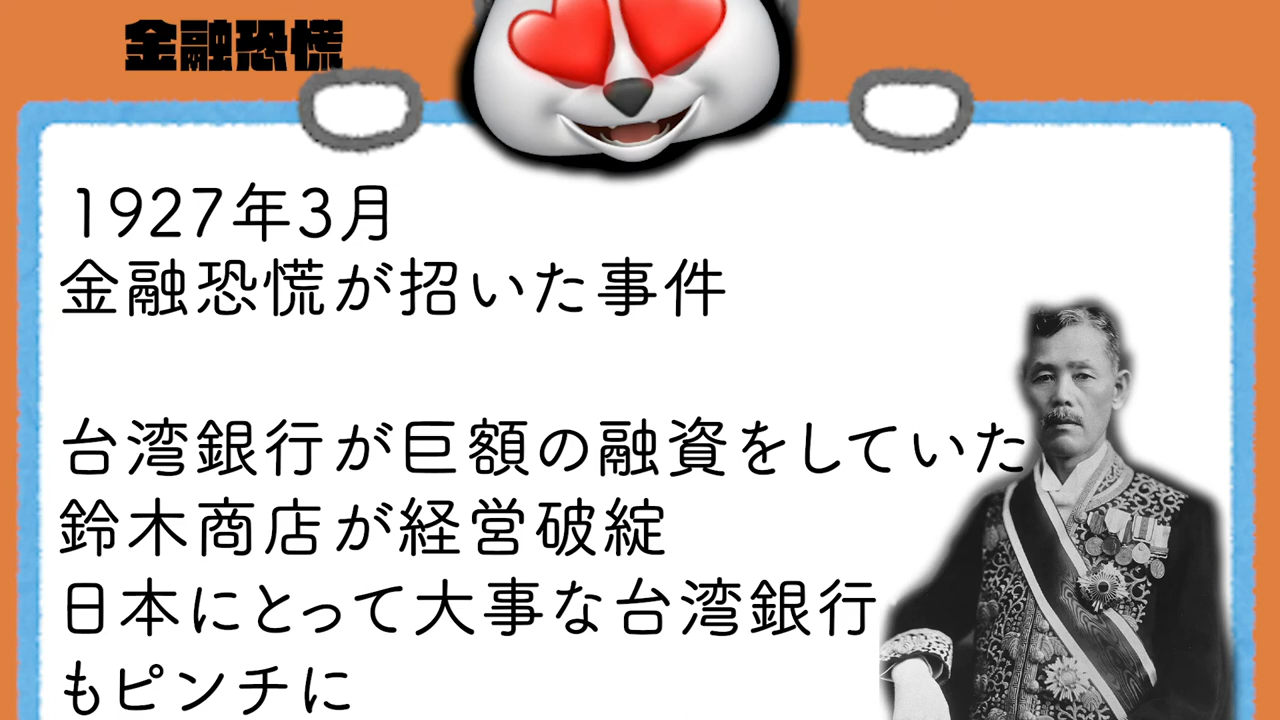 金融恐慌
1927年3月
金融恐慌が招いた事件
台湾銀行が巨額の融資をしていた
鈴木商店が経営破綻
日本にとって大事な台湾銀行
もピンチに